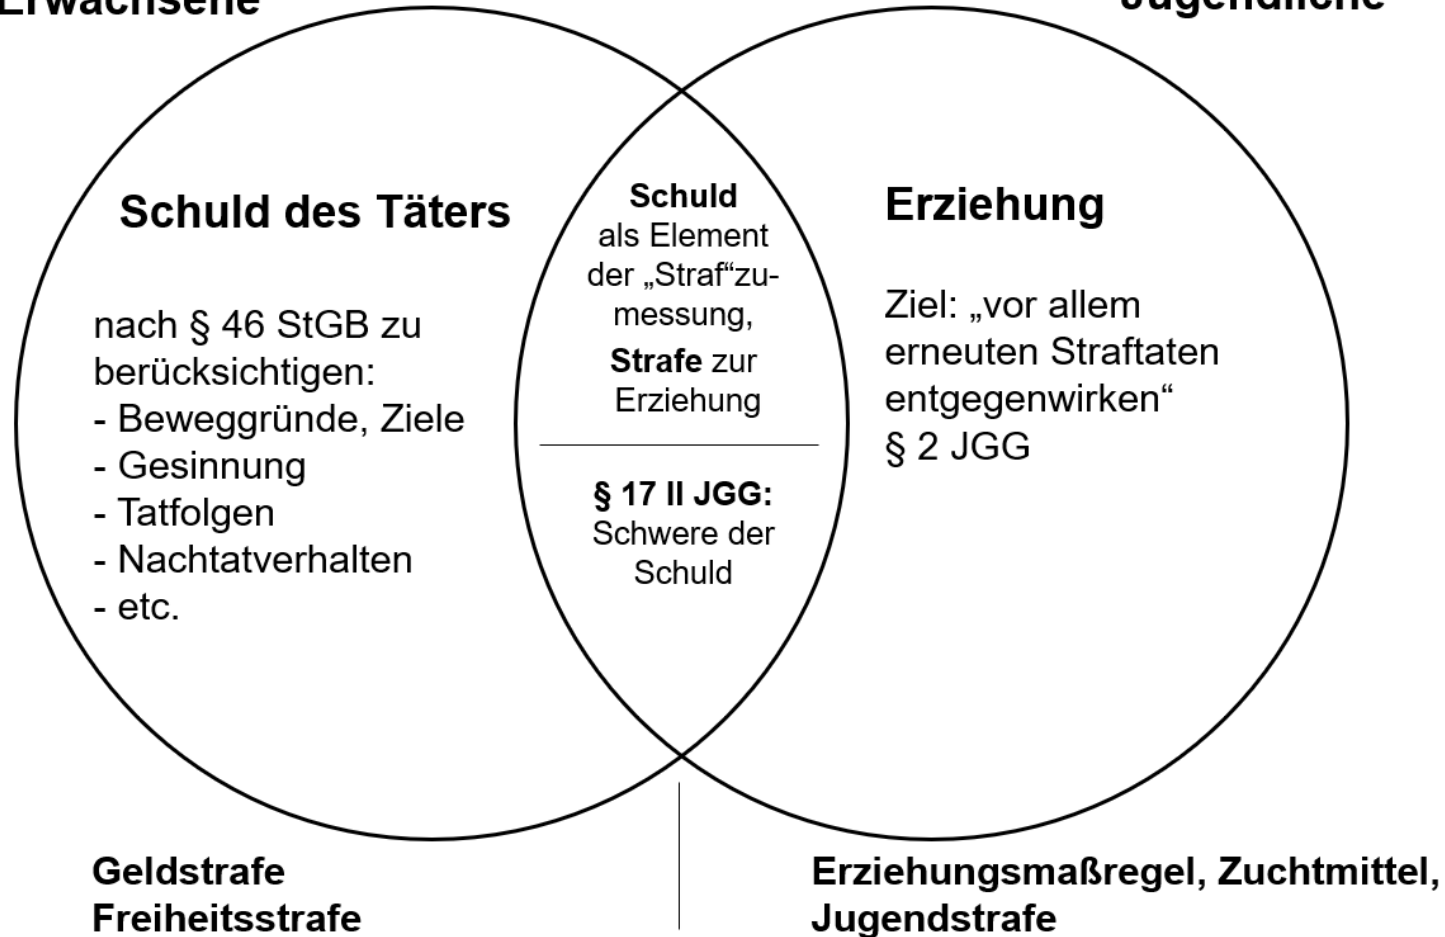 Erwachsene
Jugendliche
Schuld des Täters
nach § 46 StGB zu
berücksichtigen:
- Beweggründe, Ziele
- Gesinnung
- Tatfolgen
- Nachtatverhalten
- etc.
Schuld
als Element
der „Straf“zu-
messung,
Strafe zur
Erziehung
§ 17 II JGG:
Schwere der
Schuld
Erziehung
Ziel: „vor allem
erneuten Straftaten
entgegenwirken“
§ 2 JGG
Geldstrafe
Freiheitsstrafe
Erziehungsmaßregel, Zuchtmittel,
Jugendstrafe